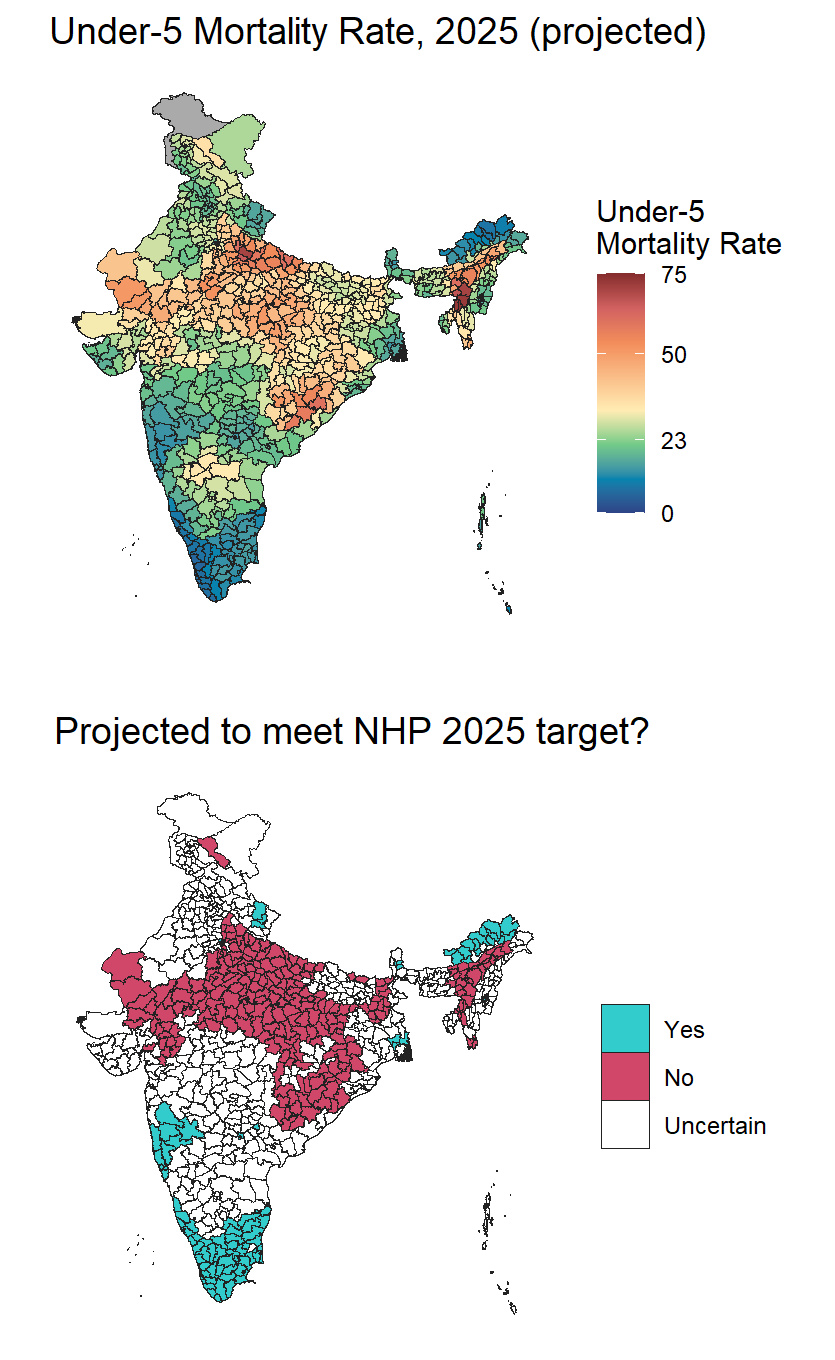 Under-5 Mortality Rate, 2025 (projected)
Under-5
Mortality Rate
75
50
23
0
Projected to meet NHP 2025 target?
Yes
No
Uncertain